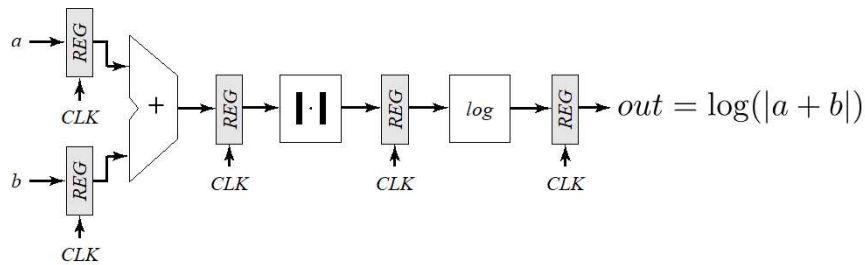 a
REG
CLK
b
REG
CLK
+
REG
CLK
|·|
REG
CLK
log
REG
CLK
out = log(|a + b|)